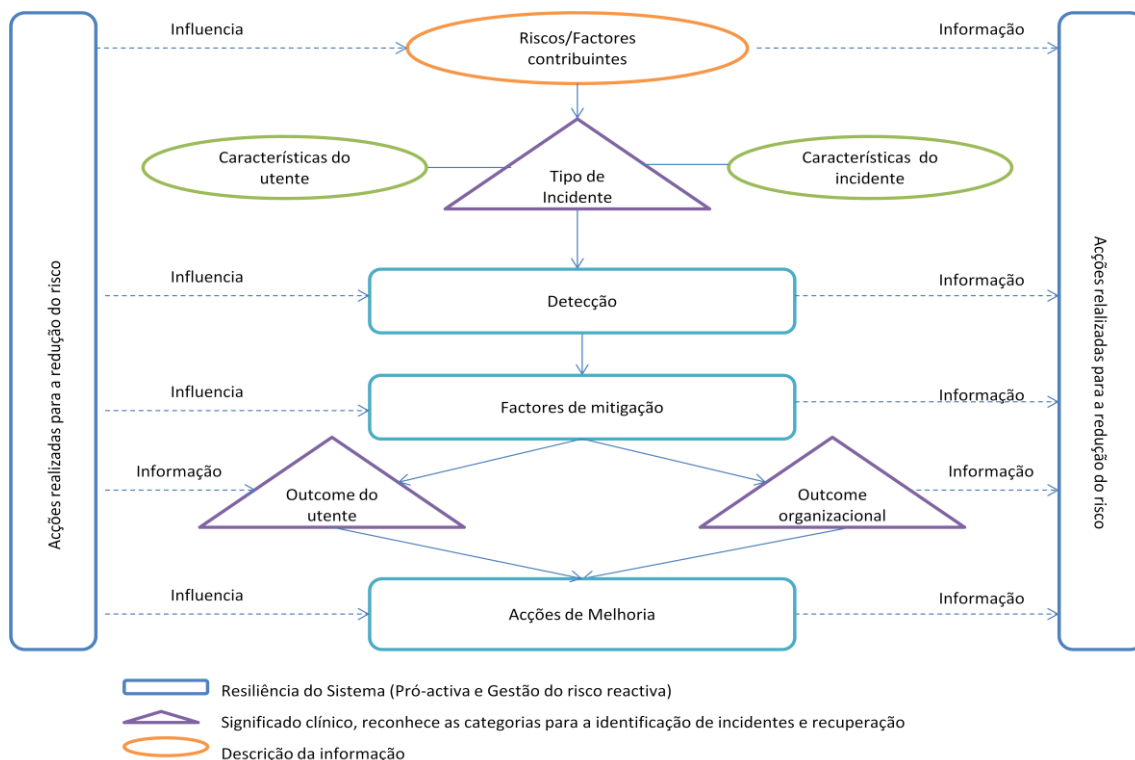 Influencia
Riscos/Factores
contribuintes
Informação
Características do
utente
Tipo de
Incidente
Características do
incidente
Influencia
Detecção
Informação
Influencia
Factores de mitigação
Informação
Informação
Outcome do
utente
Outcome
organizacional
Informação
Influencia
Acções de Melhoria
Informação
Acções realizadas para a redução do risco
Acções relalizadas para a redução do risco
Resiliência do Sistema (Pró-activa e Gestão do risco reactiva)
Significado clínico, reconhece as categorias para a identificação de incidentes e recuperação
Descrição da informação